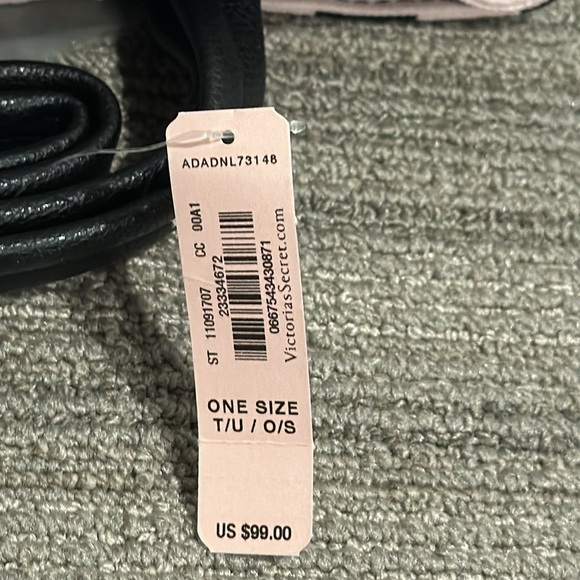 ADADNL73148
ST 11091707 CC 00A1
23334672
0667543430871
VictoriasSecret.com
ONE SIZE
T/U / O/S
US $99.00